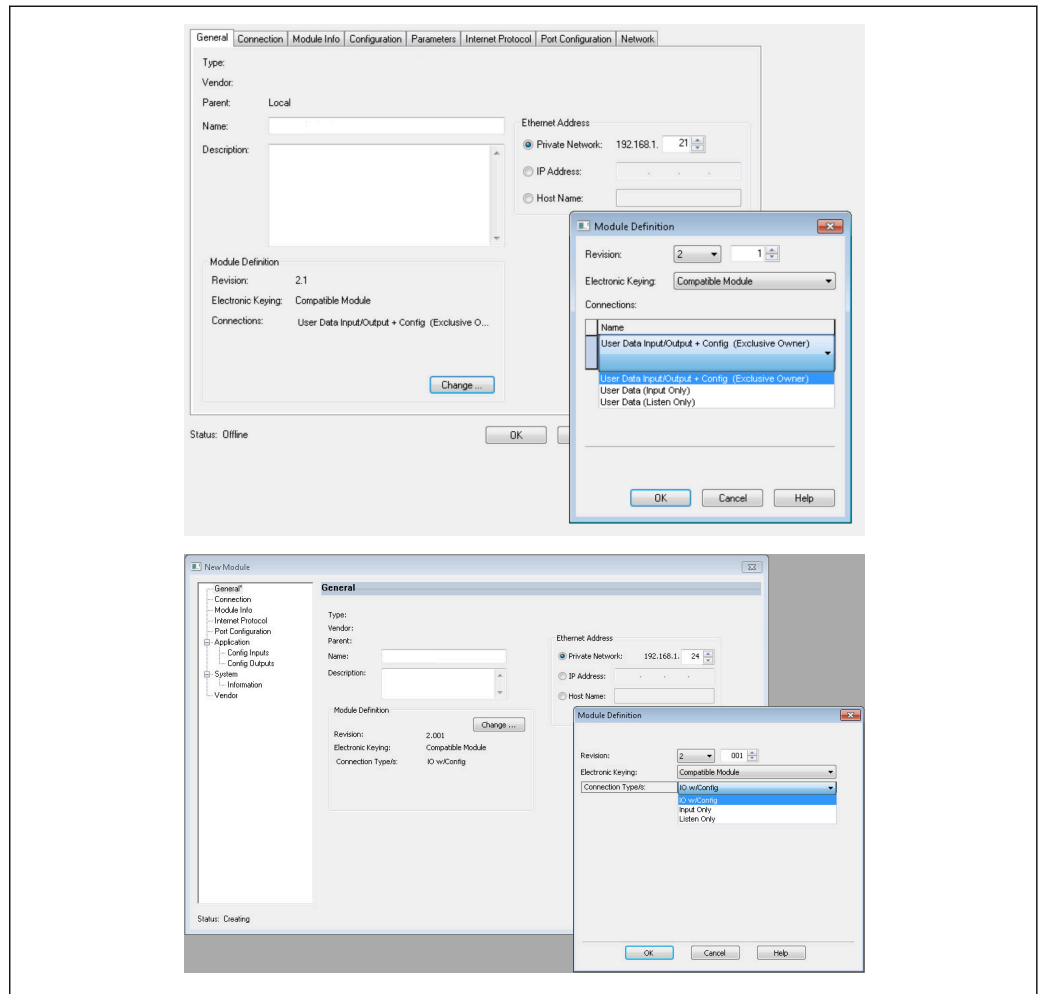 General Connection Module Info Configuration Parameters Internet Protocol Port Configuration Network
Type:
Vendor:
Parent: Local
Name:
Description:
Ethernet Address
Private Network: 192.168.1. 21
IP Address:
Host Name:
Module Definition
Revision: 2.1
Electronic Keying: Compatible Module
Connections: User Data Input/Output + Config (Exclusive O...
Change ...
Status: Offline
OK
Module Definition
Revision: 2 1
Electronic Keying: Compatible Module
Connections:
Name
User Data Input/Output + Config (Exclusive Owner)
User Data Input/Output + Config (Exclusive Owner)
User Data (Input Only)
User Data (Listen Only)
OK Cancel Help
New Module
General*
Connection
Module Info
Internet Protocol
Port Configuration
Application
Config Inputs
Config Outputs
System
Information
Vendor
Status: Creating
General
Type:
Vendor:
Parent:
Name:
Description:
Ethernet Address
Private Network: 192.168.1. 24
IP Address:
Host Name:
Module Definition
Change ...
Revision: 2.001
Electronic Keying: Compatible Module
Connection Type/s: IO w/Config
Module Definition
Revision: 2 001
Electronic Keying: Compatible Module
Connection Type/s: IO w/Config
IO w/Config
Input Only
Listen Only
OK Cancel Help